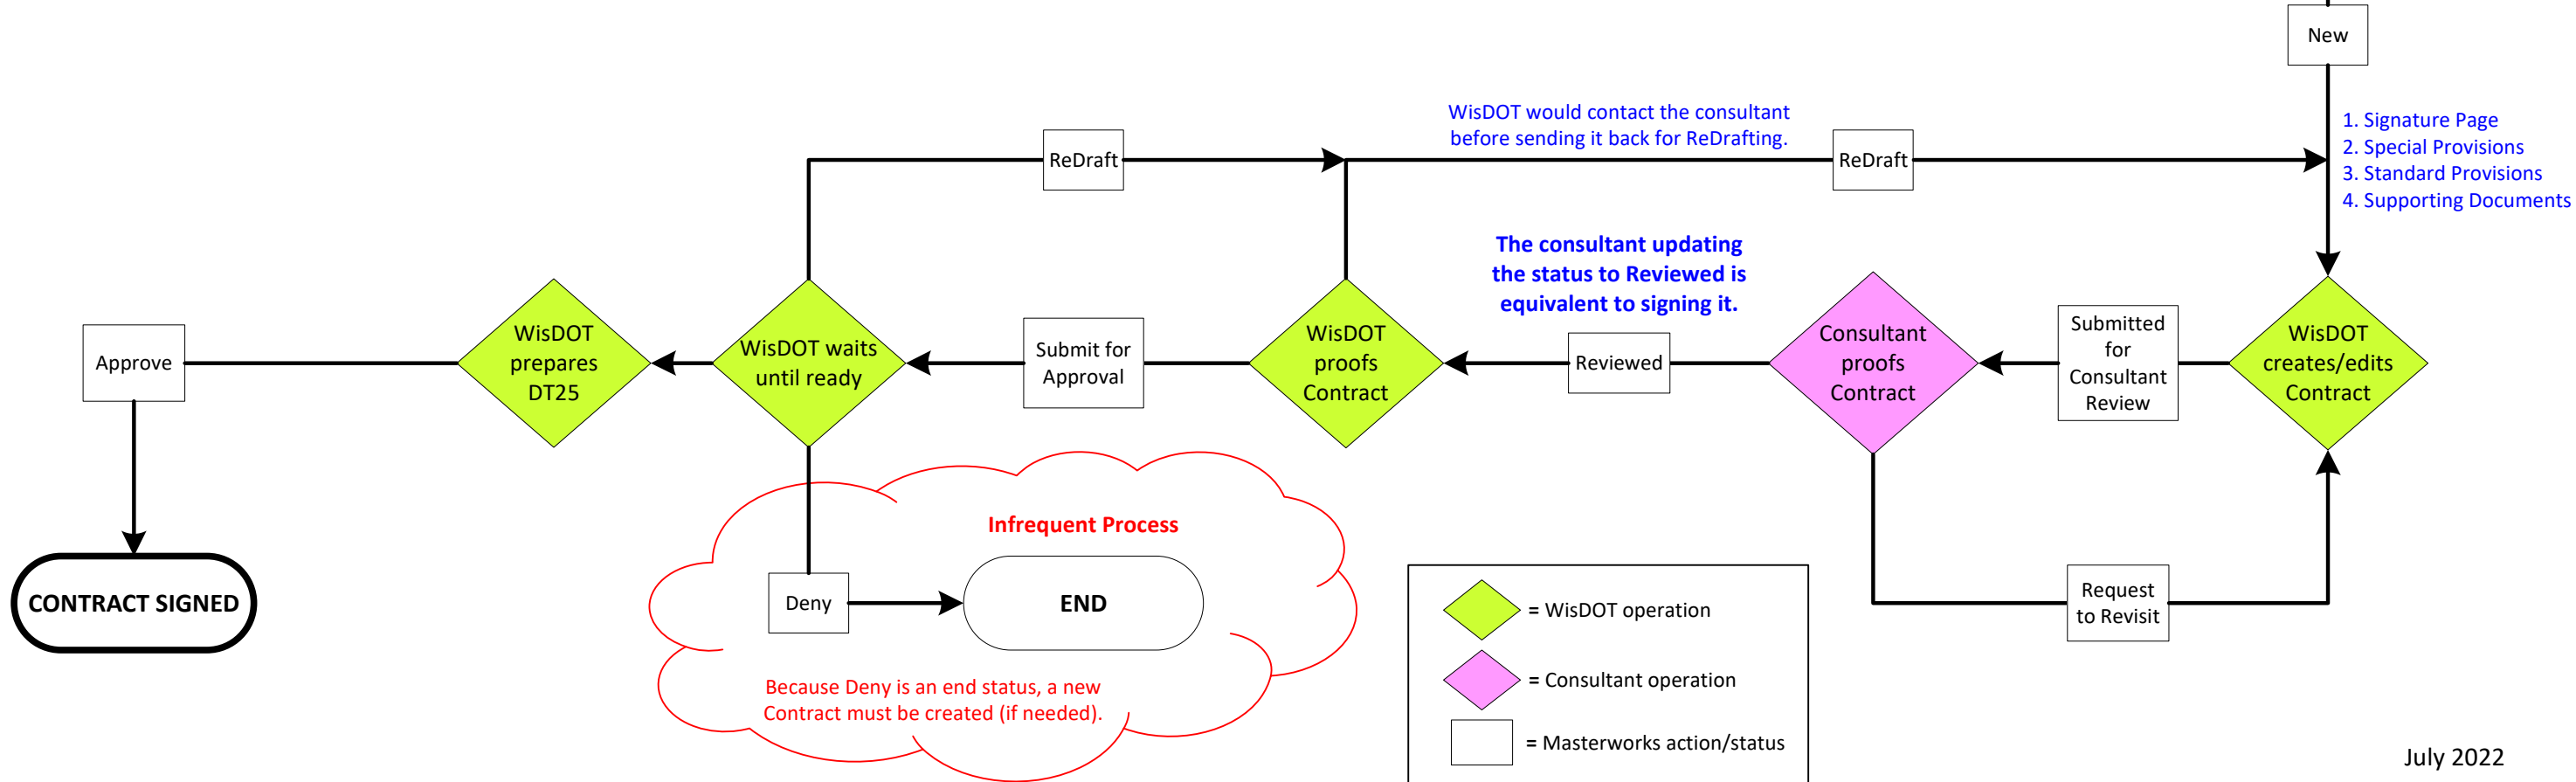 New
WisDOT would contact the consultant
before sending it back for ReDrafting.
1. Signature Page
2. Special Provisions
3. Standard Provisions
4. Supporting Documents
ReDraft
ReDraft
The consultant updating
the status to Reviewed is
equivalent to signing it.
Approve
WisDOT
prepares
DT25
WisDOT waits
until ready
Submit for
Approval
WisDOT
proofs
Contract
Reviewed
Consultant
proofs
Contract
Submitted
for
Consultant
Review
WisDOT
creates/edits
Contract
Infrequent Process
CONTRACT SIGNED
Deny
END
Request
to Revisit
Because Deny is an end status, a new
Contract must be created (if needed).
= WisDOT operation
= Consultant operation
= Masterworks action/status
July 2022